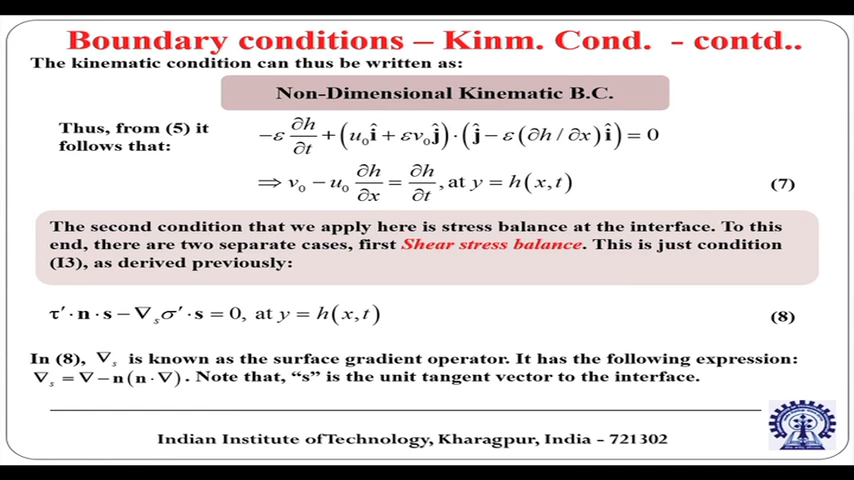 Boundary conditions – Kinm. Cond. - contd..
The kinematic condition can thus be written as:
Non-Dimensional Kinematic B.C.
Thus, from (5) it
follows that:
−ε ∂h/∂t + (u₀î + εv₀ĵ)·(ĵ − ε(∂h/∂x)î) = 0
⇒ v₀ − u₀ ∂h/∂x = ∂h/∂t, at y = h(x,t) (7)
The second condition that we apply here is stress balance at the interface. To this
end, there are two separate cases, first Shear stress balance. This is just condition
(I3), as derived previously:
τ′·n·s − ∇ₛσ′·s = 0, at y = h(x,t) (8)
In (8), ∇ₛ is known as the surface gradient operator. It has the following expression:
∇ₛ = ∇ − n(n·∇). Note that, “s” is the unit tangent vector to the interface.
Indian Institute of Technology, Kharagpur, India - 721302